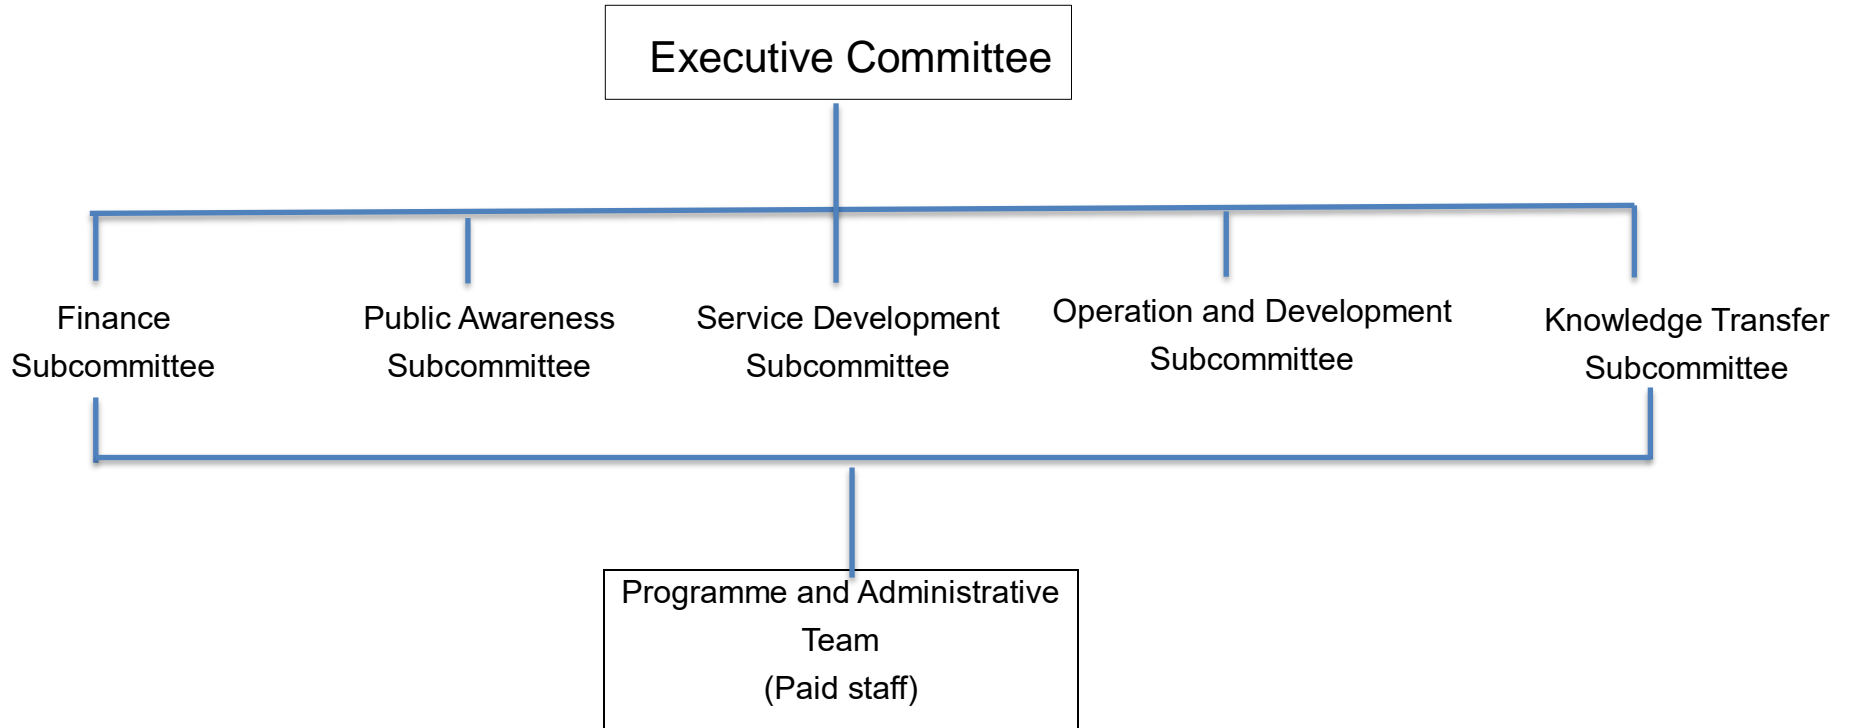 Executive Committee
Finance
Subcommittee
Public Awareness
Subcommittee
Service Development
Subcommittee
Operation and Development
Subcommittee
Knowledge Transfer
Subcommittee
Programme and Administrative
Team
(Paid staff)